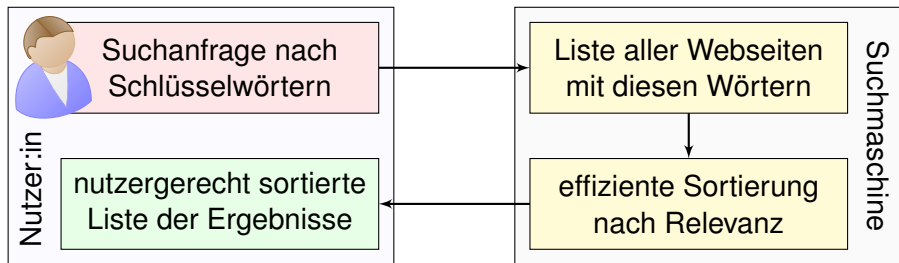 Suchanfrage nach
Schlüsselwörtern
Liste aller Webseiten
mit diesen Wörtern
effiziente Sortierung
nach Relevanz
nutzergerecht sortierte
Liste der Ergebnisse
Nutzer:in
Suchmaschine